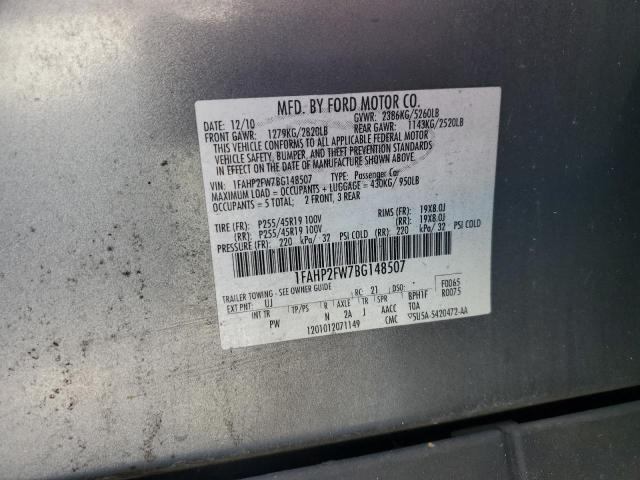 MFD. BY FORD MOTOR CO.
DATE: 12/10 GVWR: 2386KG/5260LB
FRONT GAWR: 1279KG/2820LB REAR GAWR: 1143KG/2520LB
THIS VEHICLE CONFORMS TO ALL APPLICABLE FEDERAL MOTOR
VEHICLE SAFETY, BUMPER, AND THEFT PREVENTION STANDARDS
IN EFFECT ON THE DATE OF MANUFACTURE SHOWN ABOVE.
VIN: 1FAHP2FW7BG148507 TYPE: Passenger Car
MAXIMUM LOAD = OCCUPANTS + LUGGAGE = 430KG/950LB
OCCUPANTS = 5 TOTAL; 2 FRONT, 3 REAR
TIRE (FR): P255/45R19 100V RIMS (FR): 19X8.0J
(RR): P255/45R19 100V (RR): 19X8.0J
PRESSURE (FR): 220 kPa/ 32 PSI COLD (RR): 220 kPa/ 32 PSI COLD
1FAHP2FW7BG148507
TRAILER TOWING - SEE OWNER GUIDE
EXT PNT: UJ RC: 21 DSO: F0065
INT TR TP/PS R AXLE TR SPR BPH1F R0075
PW N 2A J AACC TOA
1201012071149 CMC 5U5A-5420472-AA